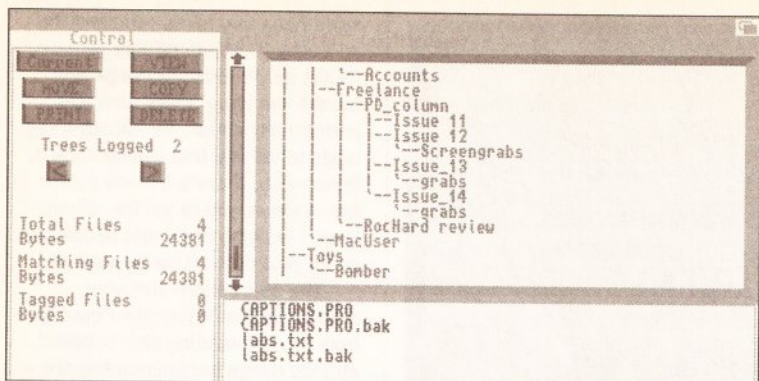 Control
Current VIEW
MOVE COPY
PRINT DELETE
Trees Logged 2
< >
Total Files 4
Bytes 24381
Matching Files 4
Bytes 24381
Tagged Files 0
Bytes 0
| | '--Accounts
| |--Freelance
| | |--PD_column
| | | |--Issue 11
| | | |--Issue 12
| | | | '--Screengrabs
| | | |--Issue_13
| | | | '--grabs
| | | '--Issue_14
| | | '--grabs
| | '--RocHard review
| '--MacUser
|--Toys
| '--Bomber
CAPTIONS.PRO
CAPTIONS.PRO.bak
labs.txt
labs.txt.bak